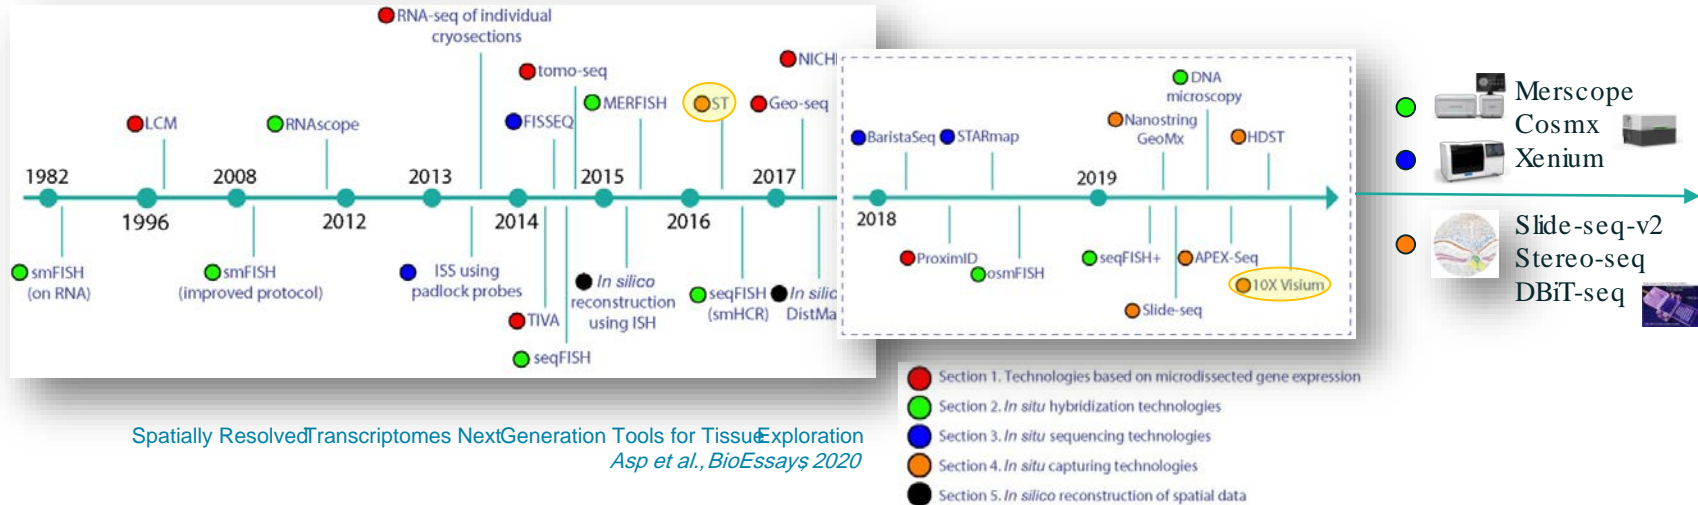 RNA-seq of individual
cryosections
tomo-seq
NICHE
LCM
RNAscope
FISSEQ
MERFISH
ST
Geo-seq
1982
1996
2008
2012
2013
2014
2015
2016
2017
smFISH
(on RNA)
smFISH
(improved protocol)
ISS using
padlock probes
TIVA
seqFISH
In silico
reconstruction
using ISH
seqFISH
(smHCR)
In silic
DistMa
DNA
microscopy
BaristaSeq
STARmap
Nanostring
GeoMx
HDST
2018
2019
ProximID
osmFISH
seqFISH+
APEX-Seq
10X Visium
Slide-seq
Merscope
Cosmx
Xenium
Slide-seq-v2
Stereo-seq
DBiT-seq
Section 1. Technologies based on microdissected gene expression
Section 2. In situ hybridization technologies
Section 3. In situ sequencing technologies
Section 4. In situ capturing technologies
Section 5. In silico reconstruction of spatial data
Spatially Resolved Transcriptomes NextGeneration Tools for Tissue Exploration
Asp et al., BioEssays, 2020